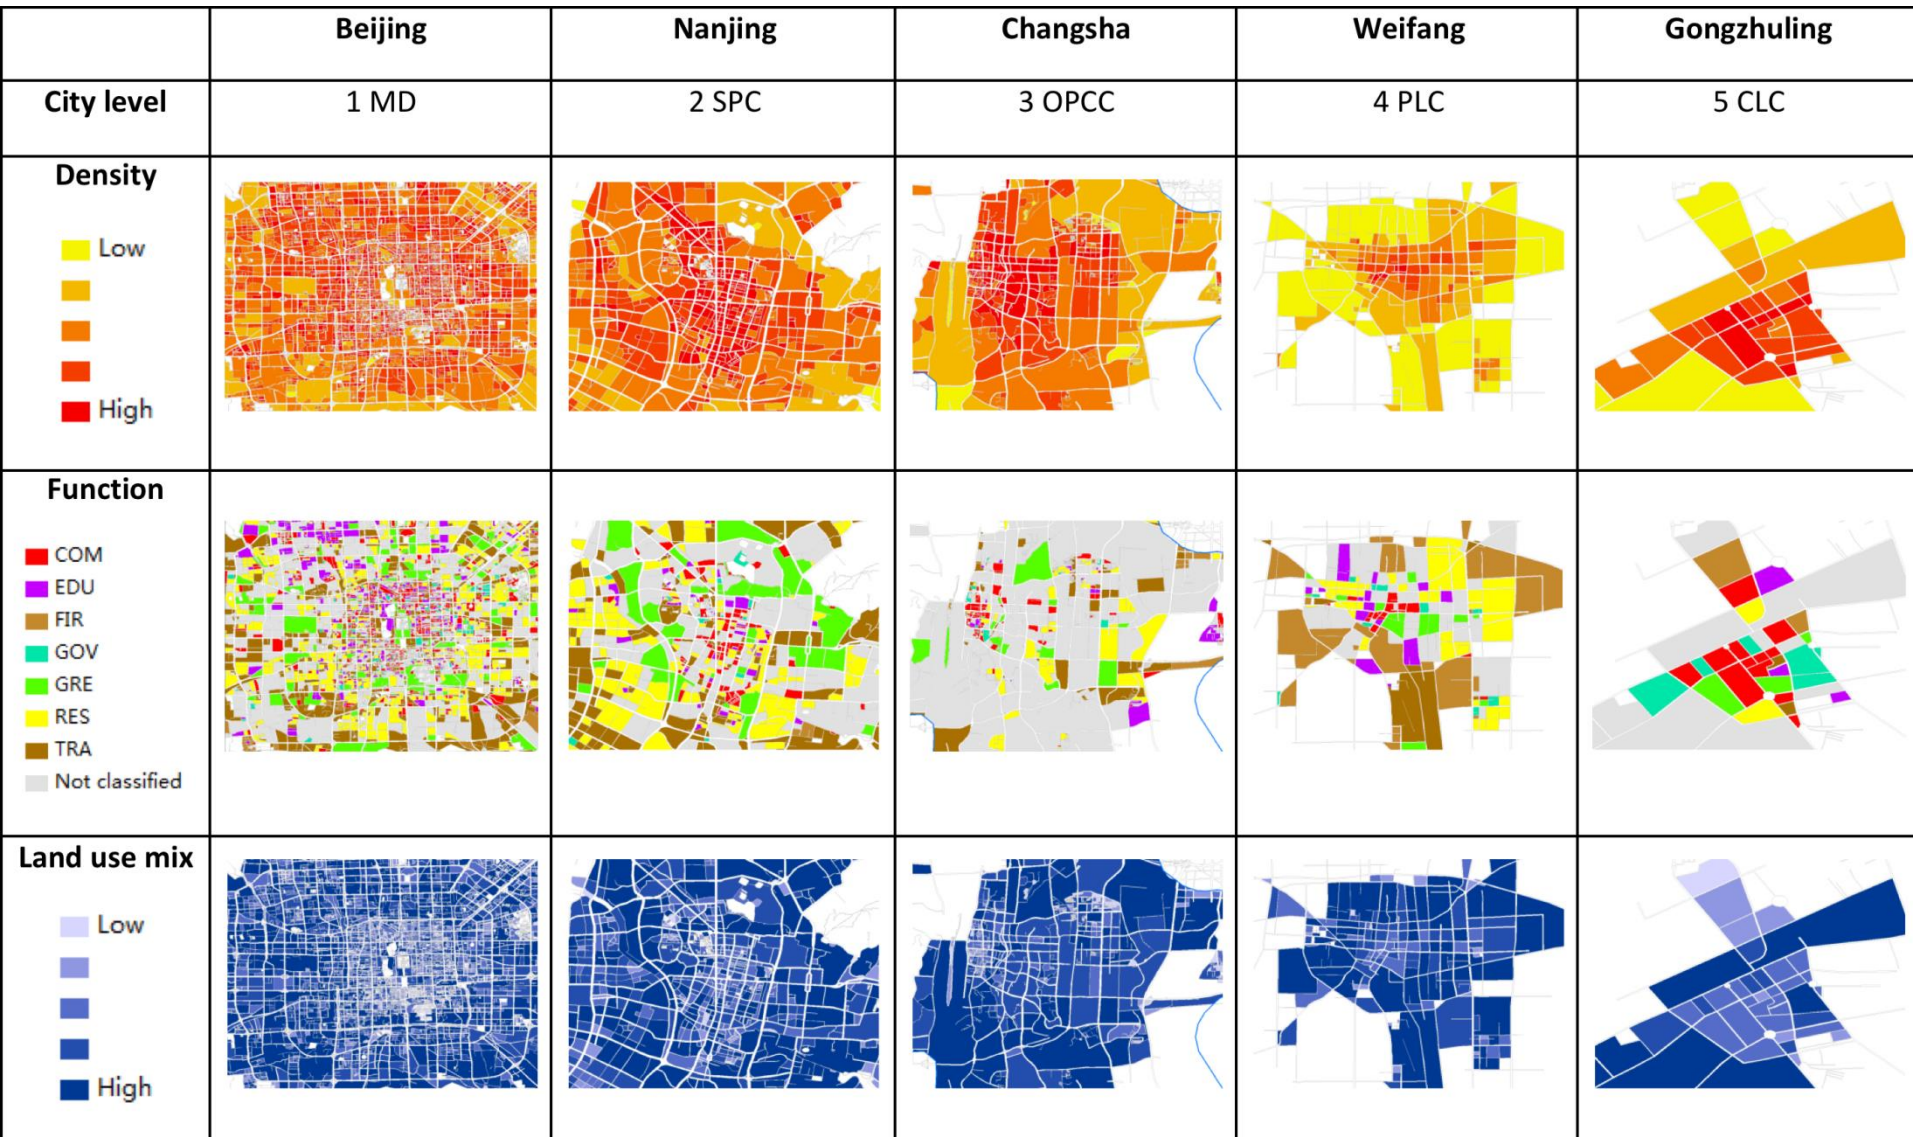 Beijing Nanjing Changsha Weifang Gongzhuling
City level 1 MD 2 SPC 3 OPCC 4 PLC 5 CLC
Density
Low
High
Function
COM
EDU
FIR
GOV
GRE
RES
TRA
Not classified
Land use mix
Low
High